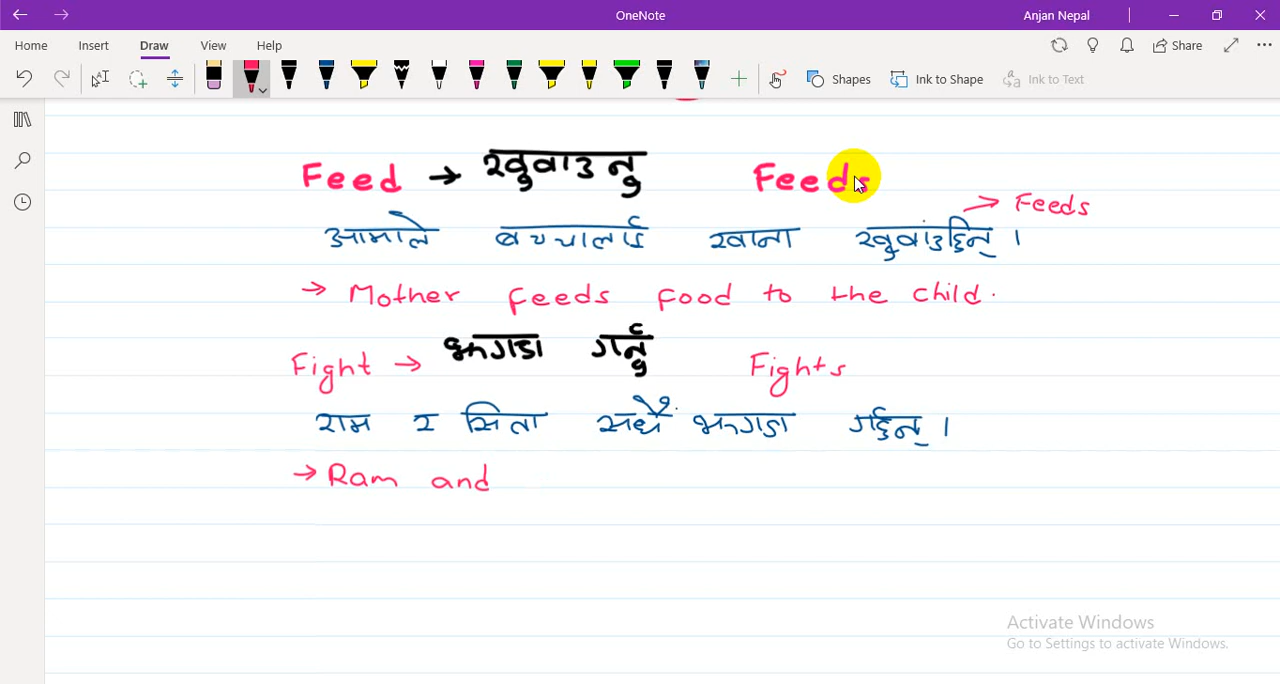 OneNote
Anjan Nepal
Home Insert Draw View Help
Share
Shapes
Ink to Shape
Ink to Text
Feed → खुवाउनु Feeds
→ Feeds
आमाले बच्चालाई खाना खुवाउँछिन् ।
→ Mother feeds food to the child.
Fight → झगडा गर्नु Fights
राम र सिता सधैं झगडा गर्छन् ।
→ Ram and
Activate Windows
Go to Settings to activate Windows.